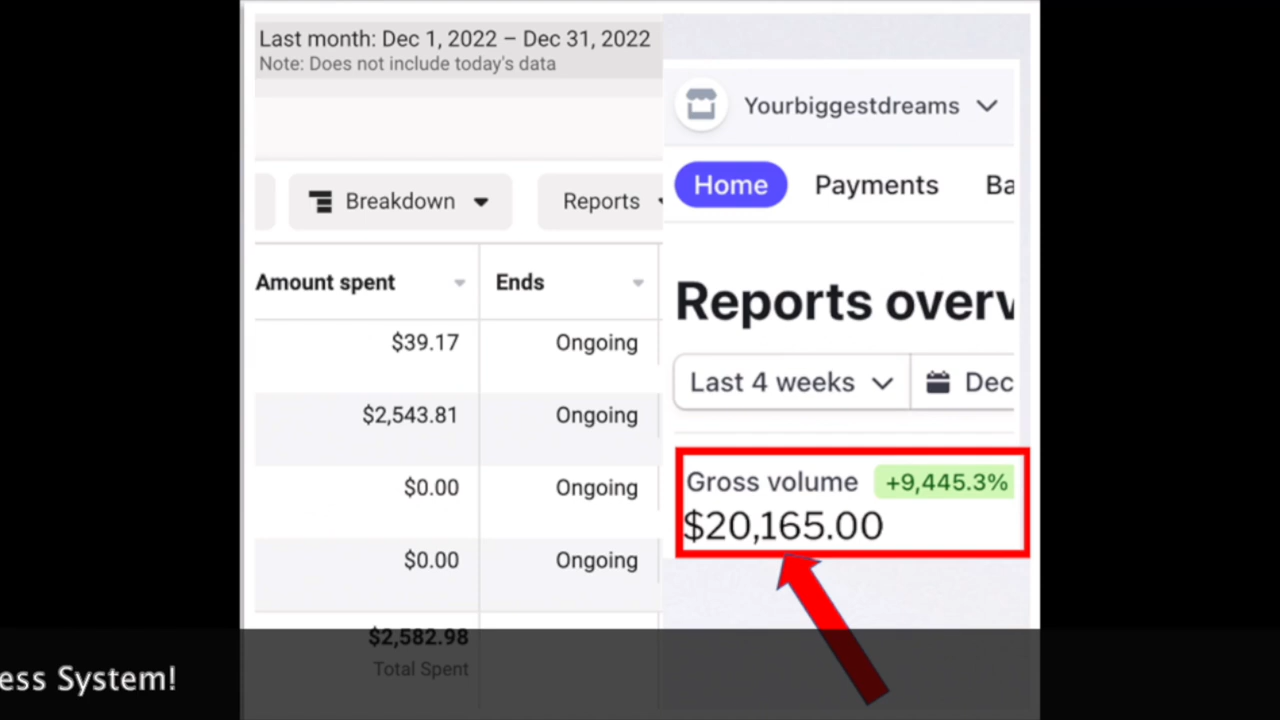 Last month: Dec 1, 2022 – Dec 31, 2022
Note: Does not include today's data
Breakdown
Reports
Amount spent
Ends
$39.17
Ongoing
$2,543.81
Ongoing
$0.00
Ongoing
$0.00
Ongoing
$2,582.98
Total Spent
Yourbiggestdreams
Home
Payments
Ba
Reports overv
Last 4 weeks
Dec
Gross volume
+9,445.3%
$20,165.00
ess System!